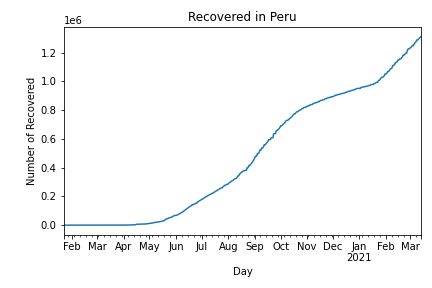 Recovered in Peru
1e6
1.2
1.0
0.8
0.6
0.4
0.2
0.0
Number of Recovered
Feb Mar Apr May Jun Jul Aug Sep Oct Nov Dec Jan Feb Mar
2021
Day